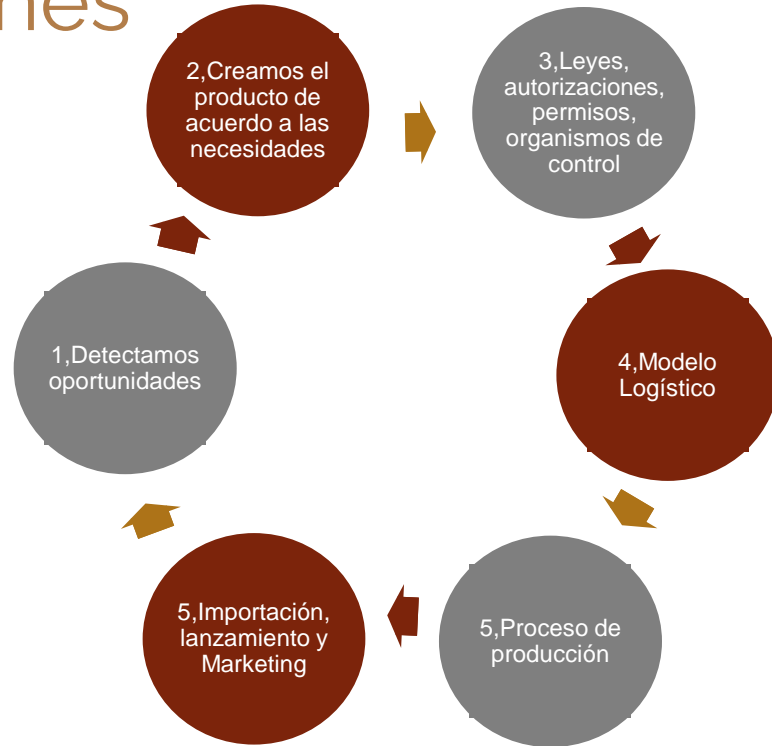 1,Detectamos
oportunidades
2,Creamos el
producto de
acuerdo a las
necesidades
3,Leyes,
autorizaciones,
permisos,
organismos de
control
4,Modelo
Logístico
5,Proceso de
producción
5,Importación,
lanzamiento y
Marketing